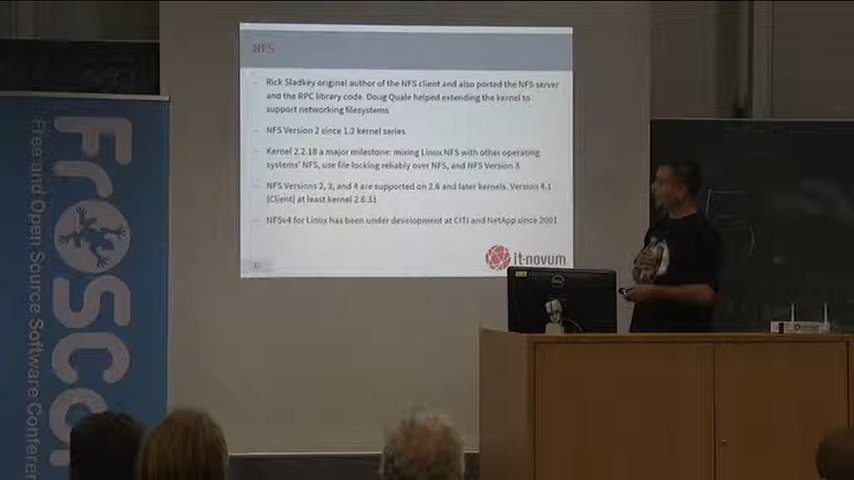 NFS
Rick Sladkey original author of the NFS client and also ported the NFS server
and the RPC library code. Doug Quale helped extending the kernel to
support networking filesystems
NFS Version 2 since 1.2 kernel series
Kernel 2.2.18 a major milestone: mixing Linux NFS with other operating
systems' NFS, use file locking reliably over NFS, and NFS Version 3.
NFS Versions 2, 3, and 4 are supported on 2.6 and later kernels. Version 4.1
(Client) at least kernel 2.6.31
NFSv4 for Linux has been under development at CITI and NetApp since 2001
it-novum
DELL
FrOSCon
Free and Open Source Software Conferen